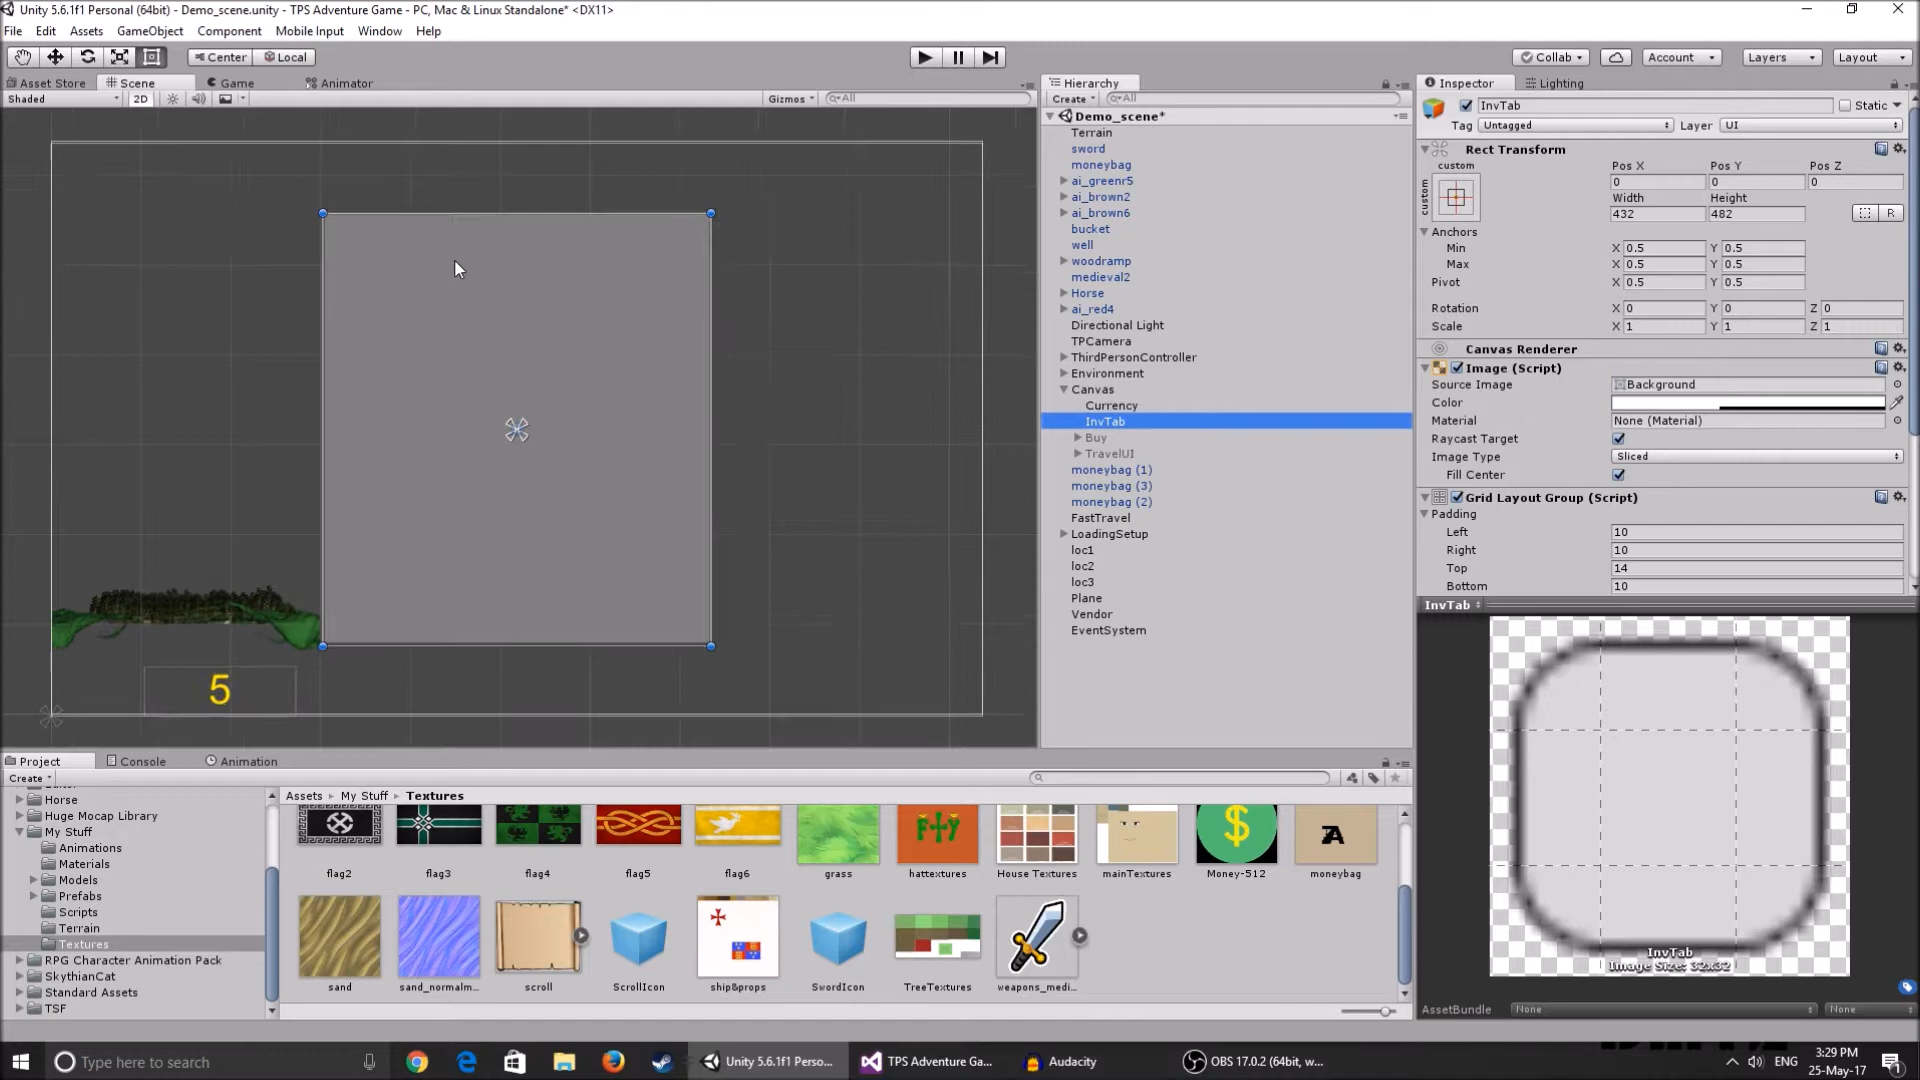 Unity 5.6.1f1 Personal (64bit) - Demo_scene.unity - TPS Adventure Game - PC, Mac & Linux Standalone* <DX11>
File Edit Assets GameObject Component Mobile Input Window Help
Center Local Collab Account Layers Layout
Asset Store Scene Game Animator
Shaded 2D Gizmos All
5
Hierarchy
Create All
Demo_scene*
Terrain
sword
moneybag
ai_greenr5
ai_brown2
ai_brown6
bucket
well
woodramp
medieval2
Horse
ai_red4
Directional Light
TPCamera
ThirdPersonController
Environment
Canvas
Currency
InvTab
Buy
TravelUI
moneybag (1)
moneybag (3)
moneybag (2)
FastTravel
LoadingSetup
loc1
loc2
loc3
Plane
Vendor
EventSystem
Inspector Lighting
InvTab Static
Tag Untagged Layer UI
Rect Transform
custom Pos X Pos Y Pos Z
custom
0 0 0
Width Height
432 482 R
Anchors
Min X 0.5 Y 0.5
Max X 0.5 Y 0.5
Pivot X 0.5 Y 0.5
Rotation X 0 Y 0 Z 0
Scale X 1 Y 1 Z 1
Canvas Renderer
Image (Script)
Source Image Background
Color
Material None (Material)
Raycast Target
Image Type Sliced
Fill Center
Grid Layout Group (Script)
Padding
Left 10
Right 10
Top 14
Bottom 10
InvTab
InvTab
Image Size: 32x32
AssetBundle None None
Project Console Animation
Create
Horse
Huge Mocap Library
My Stuff
Animations
Materials
Models
Prefabs
Scripts
Terrain
Textures
RPG Character Animation Pack
SkythianCat
Standard Assets
TSF
Assets My Stuff Textures
flag2 flag3 flag4 flag5 flag6 grass hattextures House Textures mainTextures Money-512 moneybag
sand sand_normalm... scroll ScrollIcon ship&props SwordIcon TreeTextures weapons_medi...
Type here to search
Unity 5.6.1f1 Perso...
TPS Adventure Ga...
Audacity
OBS 17.0.2 (64bit, w...
ENG
3:29 PM
25-May-17